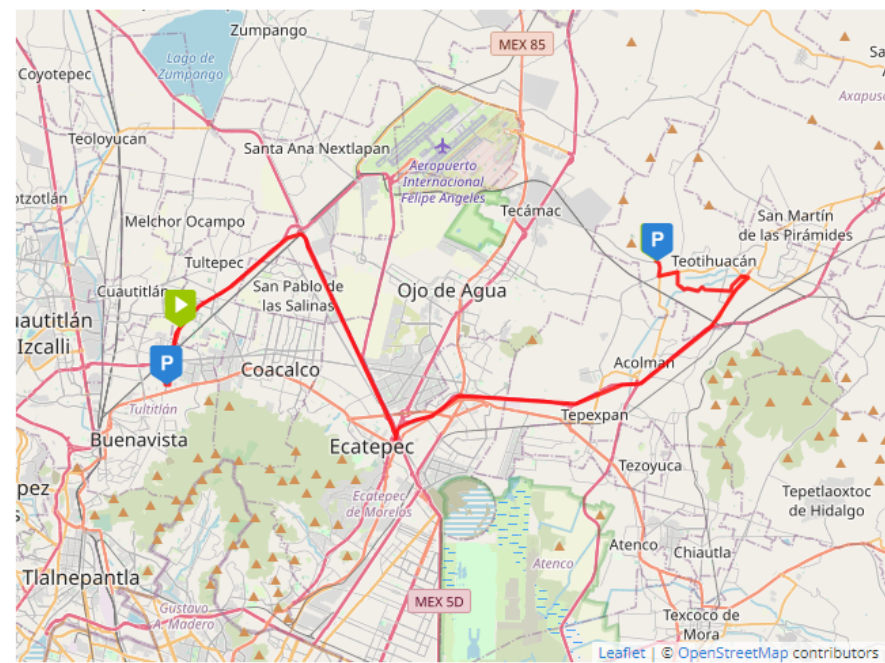 Zumpango
MEX 85
Sa
Lago de
Zumpango
Coyotepec
Axapus
Teoloyucan
Santa Ana Nextlapan
Aeropuerto
Internacional
Felipe Ángeles
otzotlán
Tecámac
San Martín
de las Pirámides
Melchor Ocampo
P
Tultepec
Teotihuacán
Cuautitlán
San Pablo de
las Salinas
Ojo de Agua
uautitlán
Izcalli
P
Coacalco
Acolman
Tultitlán
Tepexpan
Buenavista
Ecatepec
Tezoyuca
pez
s
Ecatepec
de Morelos
Tepetlaoxtoc
de Hidalgo
Atenco
Chiautla
Atenco
Tlalnepantla
MEX 5D
Gustavo
A. Madero
Texcoco de
Mora
Leaflet | © OpenStreetMap contributors